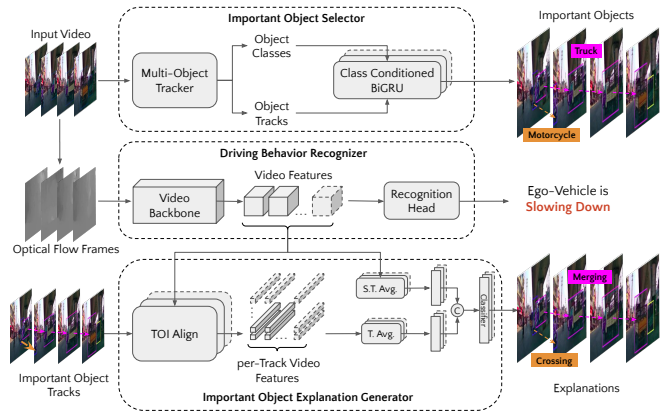 Important Object Selector
Important Objects
Input Video
Object
Classes
Multi-Object
Tracker
Class Conditioned
BiGRU
Object
Tracks
Truck
Motorcycle
Driving Behavior Recognizer
Video Features
Video
Backbone
...
Recognition
Head
Ego-Vehicle is
Slowing Down
Optical Flow Frames
S.T. Avg.
TOI Align
T. Avg.
C
Classifier
Merging
Crossing
per-Track Video
Features
Important Object
Tracks
Important Object Explanation Generator
Explanations